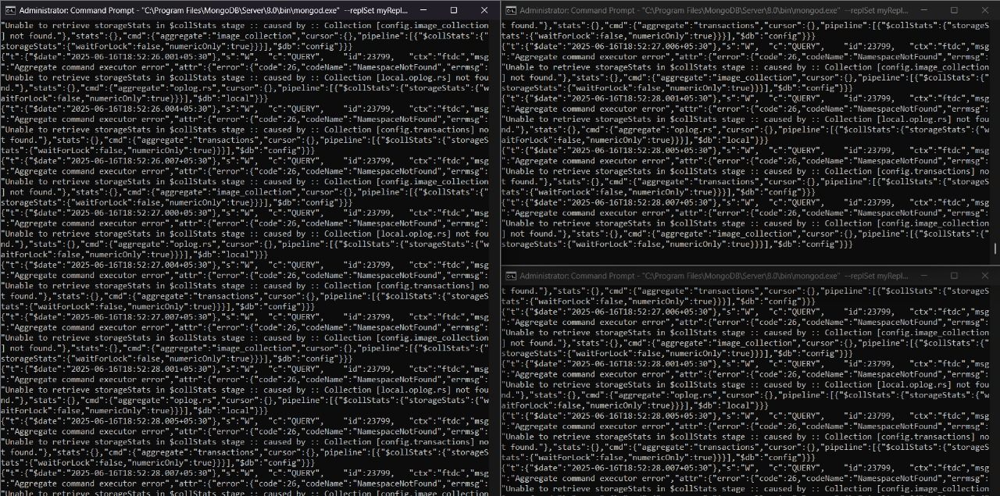 Administrator: Command Prompt - "C:\Program Files\MongoDB\Server\8.0\bin\mongod.exe" --replSet myRepl...
"Unable to retrieve storageStats in $collStats stage :: caused by :: Collection [config.image_collection
] not found."},"stats":{},"cmd":{"aggregate":"image_collection","cursor":{},"pipeline":[{"$collStats":{"
storageStats":{"waitForLock":false,"numericOnly":true}}}],"$db":"config"}}}
{"t":{"$date":"2025-06-16T18:52:26.001+05:30"},"s":"W", "c":"QUERY", "id":23799, "ctx":"ftdc","msg
":"Aggregate command executor error","attr":{"error":{"code":26,"codeName":"NamespaceNotFound","errmsg":
"Unable to retrieve storageStats in $collStats stage :: caused by :: Collection [local.oplog.rs] not fou
nd."},"stats":{},"cmd":{"aggregate":"oplog.rs","cursor":{},"pipeline":[{"$collStats":{"storageStats":{"w
aitForLock":false,"numericOnly":true}}}],"$db":"local"}}}
{"t":{"$date":"2025-06-16T18:52:26.004+05:30"},"s":"W", "c":"QUERY", "id":23799, "ctx":"ftdc","msg
":"Aggregate command executor error","attr":{"error":{"code":26,"codeName":"NamespaceNotFound","errmsg":
"Unable to retrieve storageStats in $collStats stage :: caused by :: Collection [config.transactions] no
t found."},"stats":{},"cmd":{"aggregate":"transactions","cursor":{},"pipeline":[{"$collStats":{"storageS
tats":{"waitForLock":false,"numericOnly":true}}}],"$db":"config"}}}
{"t":{"$date":"2025-06-16T18:52:26.007+05:30"},"s":"W", "c":"QUERY", "id":23799, "ctx":"ftdc","msg
":"Aggregate command executor error","attr":{"error":{"code":26,"codeName":"NamespaceNotFound","errmsg":
"Unable to retrieve storageStats in $collStats stage :: caused by :: Collection [config.image_collection
] not found."},"stats":{},"cmd":{"aggregate":"image_collection","cursor":{},"pipeline":[{"$collStats":{"
storageStats":{"waitForLock":false,"numericOnly":true}}}],"$db":"config"}}}
{"t":{"$date":"2025-06-16T18:52:27.000+05:30"},"s":"W", "c":"QUERY", "id":23799, "ctx":"ftdc","msg
":"Aggregate command executor error","attr":{"error":{"code":26,"codeName":"NamespaceNotFound","errmsg":
"Unable to retrieve storageStats in $collStats stage :: caused by :: Collection [local.oplog.rs] not fou
nd."},"stats":{},"cmd":{"aggregate":"oplog.rs","cursor":{},"pipeline":[{"$collStats":{"storageStats":{"w
aitForLock":false,"numericOnly":true}}}],"$db":"local"}}}
{"t":{"$date":"2025-06-16T18:52:27.004+05:30"},"s":"W", "c":"QUERY", "id":23799, "ctx":"ftdc","msg
":"Aggregate command executor error","attr":{"error":{"code":26,"codeName":"NamespaceNotFound","errmsg":
"Unable to retrieve storageStats in $collStats stage :: caused by :: Collection [config.transactions] no
t found."},"stats":{},"cmd":{"aggregate":"transactions","cursor":{},"pipeline":[{"$collStats":{"storageS
tats":{"waitForLock":false,"numericOnly":true}}}],"$db":"config"}}}
{"t":{"$date":"2025-06-16T18:52:27.007+05:30"},"s":"W", "c":"QUERY", "id":23799, "ctx":"ftdc","msg
":"Aggregate command executor error","attr":{"error":{"code":26,"codeName":"NamespaceNotFound","errmsg":
"Unable to retrieve storageStats in $collStats stage :: caused by :: Collection [config.image_collection
] not found."},"stats":{},"cmd":{"aggregate":"image_collection","cursor":{},"pipeline":[{"$collStats":{"
storageStats":{"waitForLock":false,"numericOnly":true}}}],"$db":"config"}}}
{"t":{"$date":"2025-06-16T18:52:28.001+05:30"},"s":"W", "c":"QUERY", "id":23799, "ctx":"ftdc","msg
":"Aggregate command executor error","attr":{"error":{"code":26,"codeName":"NamespaceNotFound","errmsg":
"Unable to retrieve storageStats in $collStats stage :: caused by :: Collection [local.oplog.rs] not fou
nd."},"stats":{},"cmd":{"aggregate":"oplog.rs","cursor":{},"pipeline":[{"$collStats":{"storageStats":{"w
aitForLock":false,"numericOnly":true}}}],"$db":"local"}}}
{"t":{"$date":"2025-06-16T18:52:28.005+05:30"},"s":"W", "c":"QUERY", "id":23799, "ctx":"ftdc","msg
":"Aggregate command executor error","attr":{"error":{"code":26,"codeName":"NamespaceNotFound","errmsg":
"Unable to retrieve storageStats in $collStats stage :: caused by :: Collection [config.transactions] no
t found."},"stats":{},"cmd":{"aggregate":"transactions","cursor":{},"pipeline":[{"$collStats":{"storageS
tats":{"waitForLock":false,"numericOnly":true}}}],"$db":"config"}}}
{"t":{"$date":"2025-06-16T18:52:28.007+05:30"},"s":"W", "c":"QUERY", "id":23799, "ctx":"ftdc","msg
":"Aggregate command executor error","attr":{"error":{"code":26,"codeName":"NamespaceNotFound","errmsg":
"Unable to retrieve storageStats in $collStats stage :: caused by :: Collection [config.image_collection
Administrator: Command Prompt - "C:\Program Files\MongoDB\Server\8.0\bin\mongod.exe" --replSet myRepl...
t found."},"stats":{},"cmd":{"aggregate":"transactions","cursor":{},"pipeline":[{"$collStats":{"storageS
tats":{"waitForLock":false,"numericOnly":true}}}],"$db":"config"}}}
{"t":{"$date":"2025-06-16T18:52:27.006+05:30"},"s":"W", "c":"QUERY", "id":23799, "ctx":"ftdc","msg
":"Aggregate command executor error","attr":{"error":{"code":26,"codeName":"NamespaceNotFound","errmsg":
"Unable to retrieve storageStats in $collStats stage :: caused by :: Collection [config.image_collection
] not found."},"stats":{},"cmd":{"aggregate":"image_collection","cursor":{},"pipeline":[{"$collStats":{"
storageStats":{"waitForLock":false,"numericOnly":true}}}],"$db":"config"}}}
{"t":{"$date":"2025-06-16T18:52:28.001+05:30"},"s":"W", "c":"QUERY", "id":23799, "ctx":"ftdc","msg
":"Aggregate command executor error","attr":{"error":{"code":26,"codeName":"NamespaceNotFound","errmsg":
"Unable to retrieve storageStats in $collStats stage :: caused by :: Collection [local.oplog.rs] not fou
nd."},"stats":{},"cmd":{"aggregate":"oplog.rs","cursor":{},"pipeline":[{"$collStats":{"storageStats":{"w
aitForLock":false,"numericOnly":true}}}],"$db":"local"}}}
{"t":{"$date":"2025-06-16T18:52:28.005+05:30"},"s":"W", "c":"QUERY", "id":23799, "ctx":"ftdc","msg
":"Aggregate command executor error","attr":{"error":{"code":26,"codeName":"NamespaceNotFound","errmsg":
"Unable to retrieve storageStats in $collStats stage :: caused by :: Collection [config.transactions] no
t found."},"stats":{},"cmd":{"aggregate":"transactions","cursor":{},"pipeline":[{"$collStats":{"storageS
tats":{"waitForLock":false,"numericOnly":true}}}],"$db":"config"}}}
{"t":{"$date":"2025-06-16T18:52:28.007+05:30"},"s":"W", "c":"QUERY", "id":23799, "ctx":"ftdc","msg
":"Aggregate command executor error","attr":{"error":{"code":26,"codeName":"NamespaceNotFound","errmsg":
"Unable to retrieve storageStats in $collStats stage :: caused by :: Collection [config.image_collection
] not found."},"stats":{},"cmd":{"aggregate":"image_collection","cursor":{},"pipeline":[{"$collStats":{"
storageStats":{"waitForLock":false,"numericOnly":true}}}],"$db":"config"}}}
Administrator: Command Prompt - "C:\Program Files\MongoDB\Server\8.0\bin\mongod.exe" --replSet myRepl...
t found."},"stats":{},"cmd":{"aggregate":"transactions","cursor":{},"pipeline":[{"$collStats":{"storageS
tats":{"waitForLock":false,"numericOnly":true}}}],"$db":"config"}}}
{"t":{"$date":"2025-06-16T18:52:27.006+05:30"},"s":"W", "c":"QUERY", "id":23799, "ctx":"ftdc","msg
":"Aggregate command executor error","attr":{"error":{"code":26,"codeName":"NamespaceNotFound","errmsg":
"Unable to retrieve storageStats in $collStats stage :: caused by :: Collection [config.image_collection
] not found."},"stats":{},"cmd":{"aggregate":"image_collection","cursor":{},"pipeline":[{"$collStats":{"
storageStats":{"waitForLock":false,"numericOnly":true}}}],"$db":"config"}}}
{"t":{"$date":"2025-06-16T18:52:28.001+05:30"},"s":"W", "c":"QUERY", "id":23799, "ctx":"ftdc","msg
":"Aggregate command executor error","attr":{"error":{"code":26,"codeName":"NamespaceNotFound","errmsg":
"Unable to retrieve storageStats in $collStats stage :: caused by :: Collection [local.oplog.rs] not fou
nd."},"stats":{},"cmd":{"aggregate":"oplog.rs","cursor":{},"pipeline":[{"$collStats":{"storageStats":{"w
aitForLock":false,"numericOnly":true}}}],"$db":"local"}}}
{"t":{"$date":"2025-06-16T18:52:28.005+05:30"},"s":"W", "c":"QUERY", "id":23799, "ctx":"ftdc","msg
":"Aggregate command executor error","attr":{"error":{"code":26,"codeName":"NamespaceNotFound","errmsg":
"Unable to retrieve storageStats in $collStats stage :: caused by :: Collection [config.transactions] no
t found."},"stats":{},"cmd":{"aggregate":"transactions","cursor":{},"pipeline":[{"$collStats":{"storageS
tats":{"waitForLock":false,"numericOnly":true}}}],"$db":"config"}}}
{"t":{"$date":"2025-06-16T18:52:28.007+05:30"},"s":"W", "c":"QUERY", "id":23799, "ctx":"ftdc","msg
":"Aggregate command executor error","attr":{"error":{"code":26,"codeName":"NamespaceNotFound","errmsg":
"Unable to retrieve storageStats in $collStats stage :: caused by :: Collection [config.image_collection